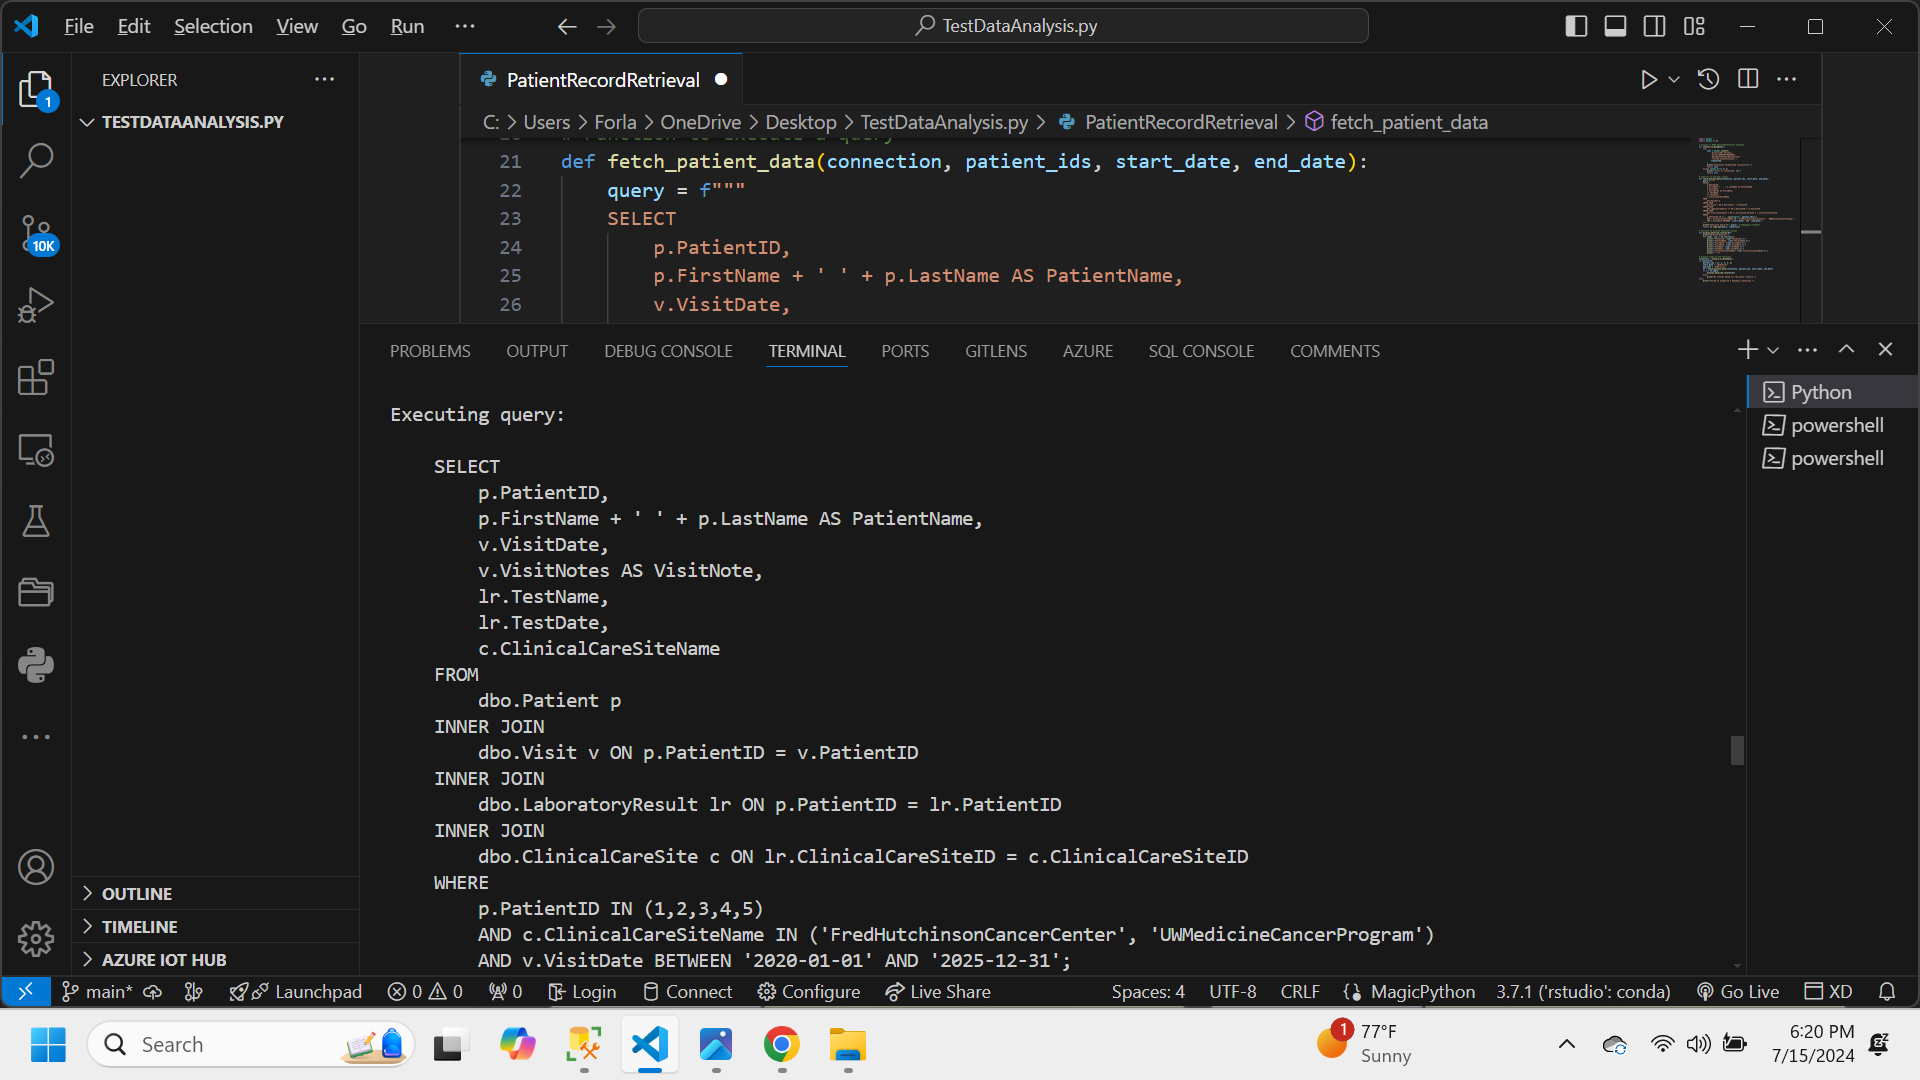 File Edit Selection View Go Run ··· TestDataAnalysis.py
EXPLORER ···
TESTDATAANALYSIS.PY
1
10K
PatientRecordRetrieval
C: > Users > Forla > OneDrive > Desktop > TestDataAnalysis.py > PatientRecordRetrieval > fetch_patient_data
21 def fetch_patient_data(connection, patient_ids, start_date, end_date):
22 query = f"""
23 SELECT
24 p.PatientID,
25 p.FirstName + ' ' + p.LastName AS PatientName,
26 v.VisitDate,
PROBLEMS OUTPUT DEBUG CONSOLE TERMINAL PORTS GITLENS AZURE SQL CONSOLE COMMENTS
Python
powershell
powershell
Executing query:
SELECT
p.PatientID,
p.FirstName + ' ' + p.LastName AS PatientName,
v.VisitDate,
v.VisitNotes AS VisitNote,
lr.TestName,
lr.TestDate,
c.ClinicalCareSiteName
FROM
dbo.Patient p
INNER JOIN
dbo.Visit v ON p.PatientID = v.PatientID
INNER JOIN
dbo.LaboratoryResult lr ON p.PatientID = lr.PatientID
INNER JOIN
dbo.ClinicalCareSite c ON lr.ClinicalCareSiteID = c.ClinicalCareSiteID
WHERE
p.PatientID IN (1,2,3,4,5)
AND c.ClinicalCareSiteName IN ('FredHutchinsonCancerCenter', 'UWMedicineCancerProgram')
AND v.VisitDate BETWEEN '2020-01-01' AND '2025-12-31';
OUTLINE
TIMELINE
AZURE IOT HUB
main* Launchpad 0 0 0 Login Connect Configure Live Share Spaces: 4 UTF-8 CRLF MagicPython 3.7.1 ('rstudio': conda) Go Live XD
Search
1
77°F
Sunny
6:20 PM
7/15/2024